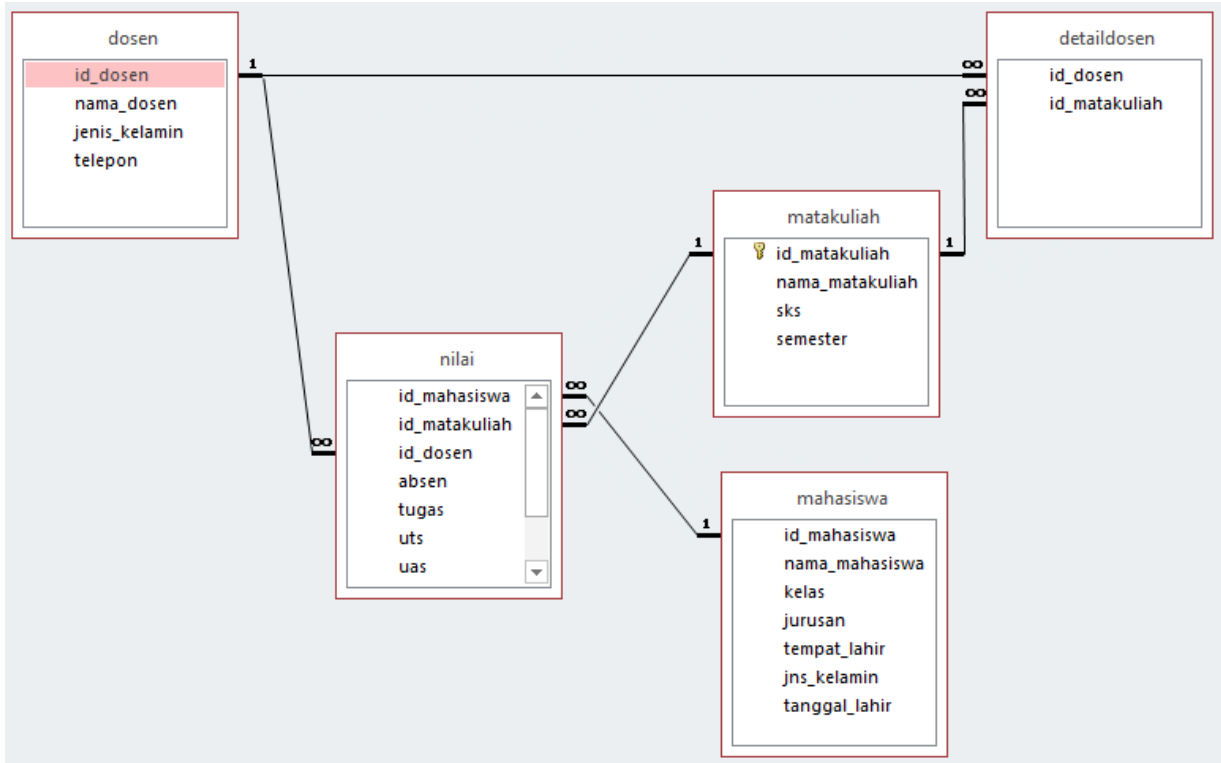 dosen
id_dosen
nama_dosen
jenis_kelamin
telepon
1
∞
∞
detaildosen
id_dosen
id_matakuliah
matakuliah
id_matakuliah
nama_matakuliah
sks
semester
1
1
nilai
id_mahasiswa
id_matakuliah
id_dosen
absen
tugas
uts
uas
∞
∞
∞
1
mahasiswa
id_mahasiswa
nama_mahasiswa
kelas
jurusan
tempat_lahir
jns_kelamin
tanggal_lahir